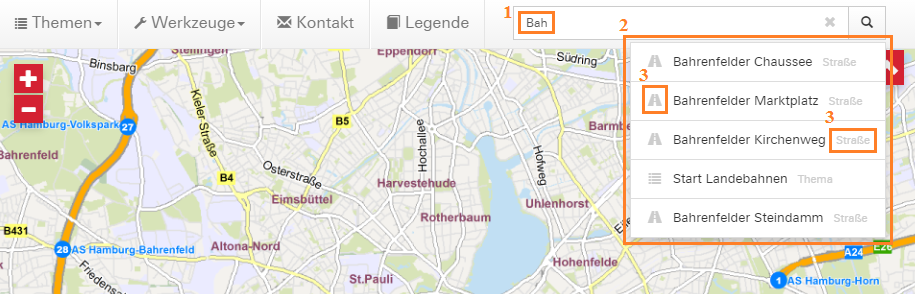 Themen
Werkzeuge
Kontakt
Legende
1
Bah
2
Bahrenfelder Chaussee Straße
3
Bahrenfelder Marktplatz Straße
3
Bahrenfelder Kirchenweg Straße
Start Landebahnen Thema
Bahrenfelder Steindamm Straße
Stellingen
Binsbarg
Eppendorf
Südring
Kieler Straße
AS Hamburg-Volkspark
27
B5
Hochallee
Hofweg
Bahrenfeld
Osterstraße
B4
Harvestehude
Eimsbüttel
Uhlenhorst
Rotherbaum
B431
28
AS Hamburg-Bahrenfeld
Altona-Nord
A24
Hohenfelde
St.Pauli
1
AS Hamburg-Horn